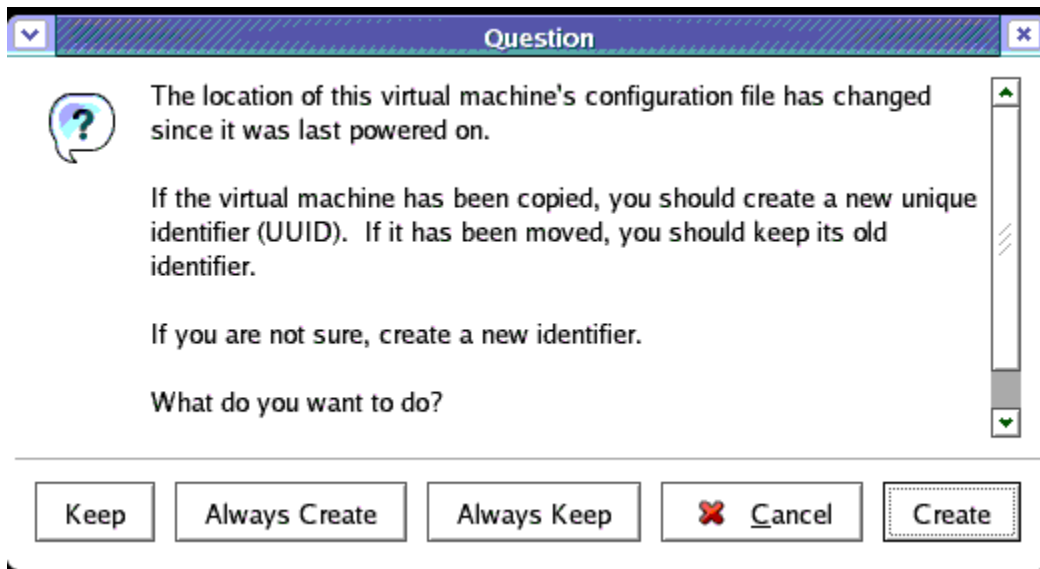 Question
The location of this virtual machine's configuration file has changed
since it was last powered on.
If the virtual machine has been copied, you should create a new unique
identifier (UUID).  If it has been moved, you should keep its old
identifier.
If you are not sure, create a new identifier.
What do you want to do?
Keep
Always Create
Always Keep
Cancel
Create